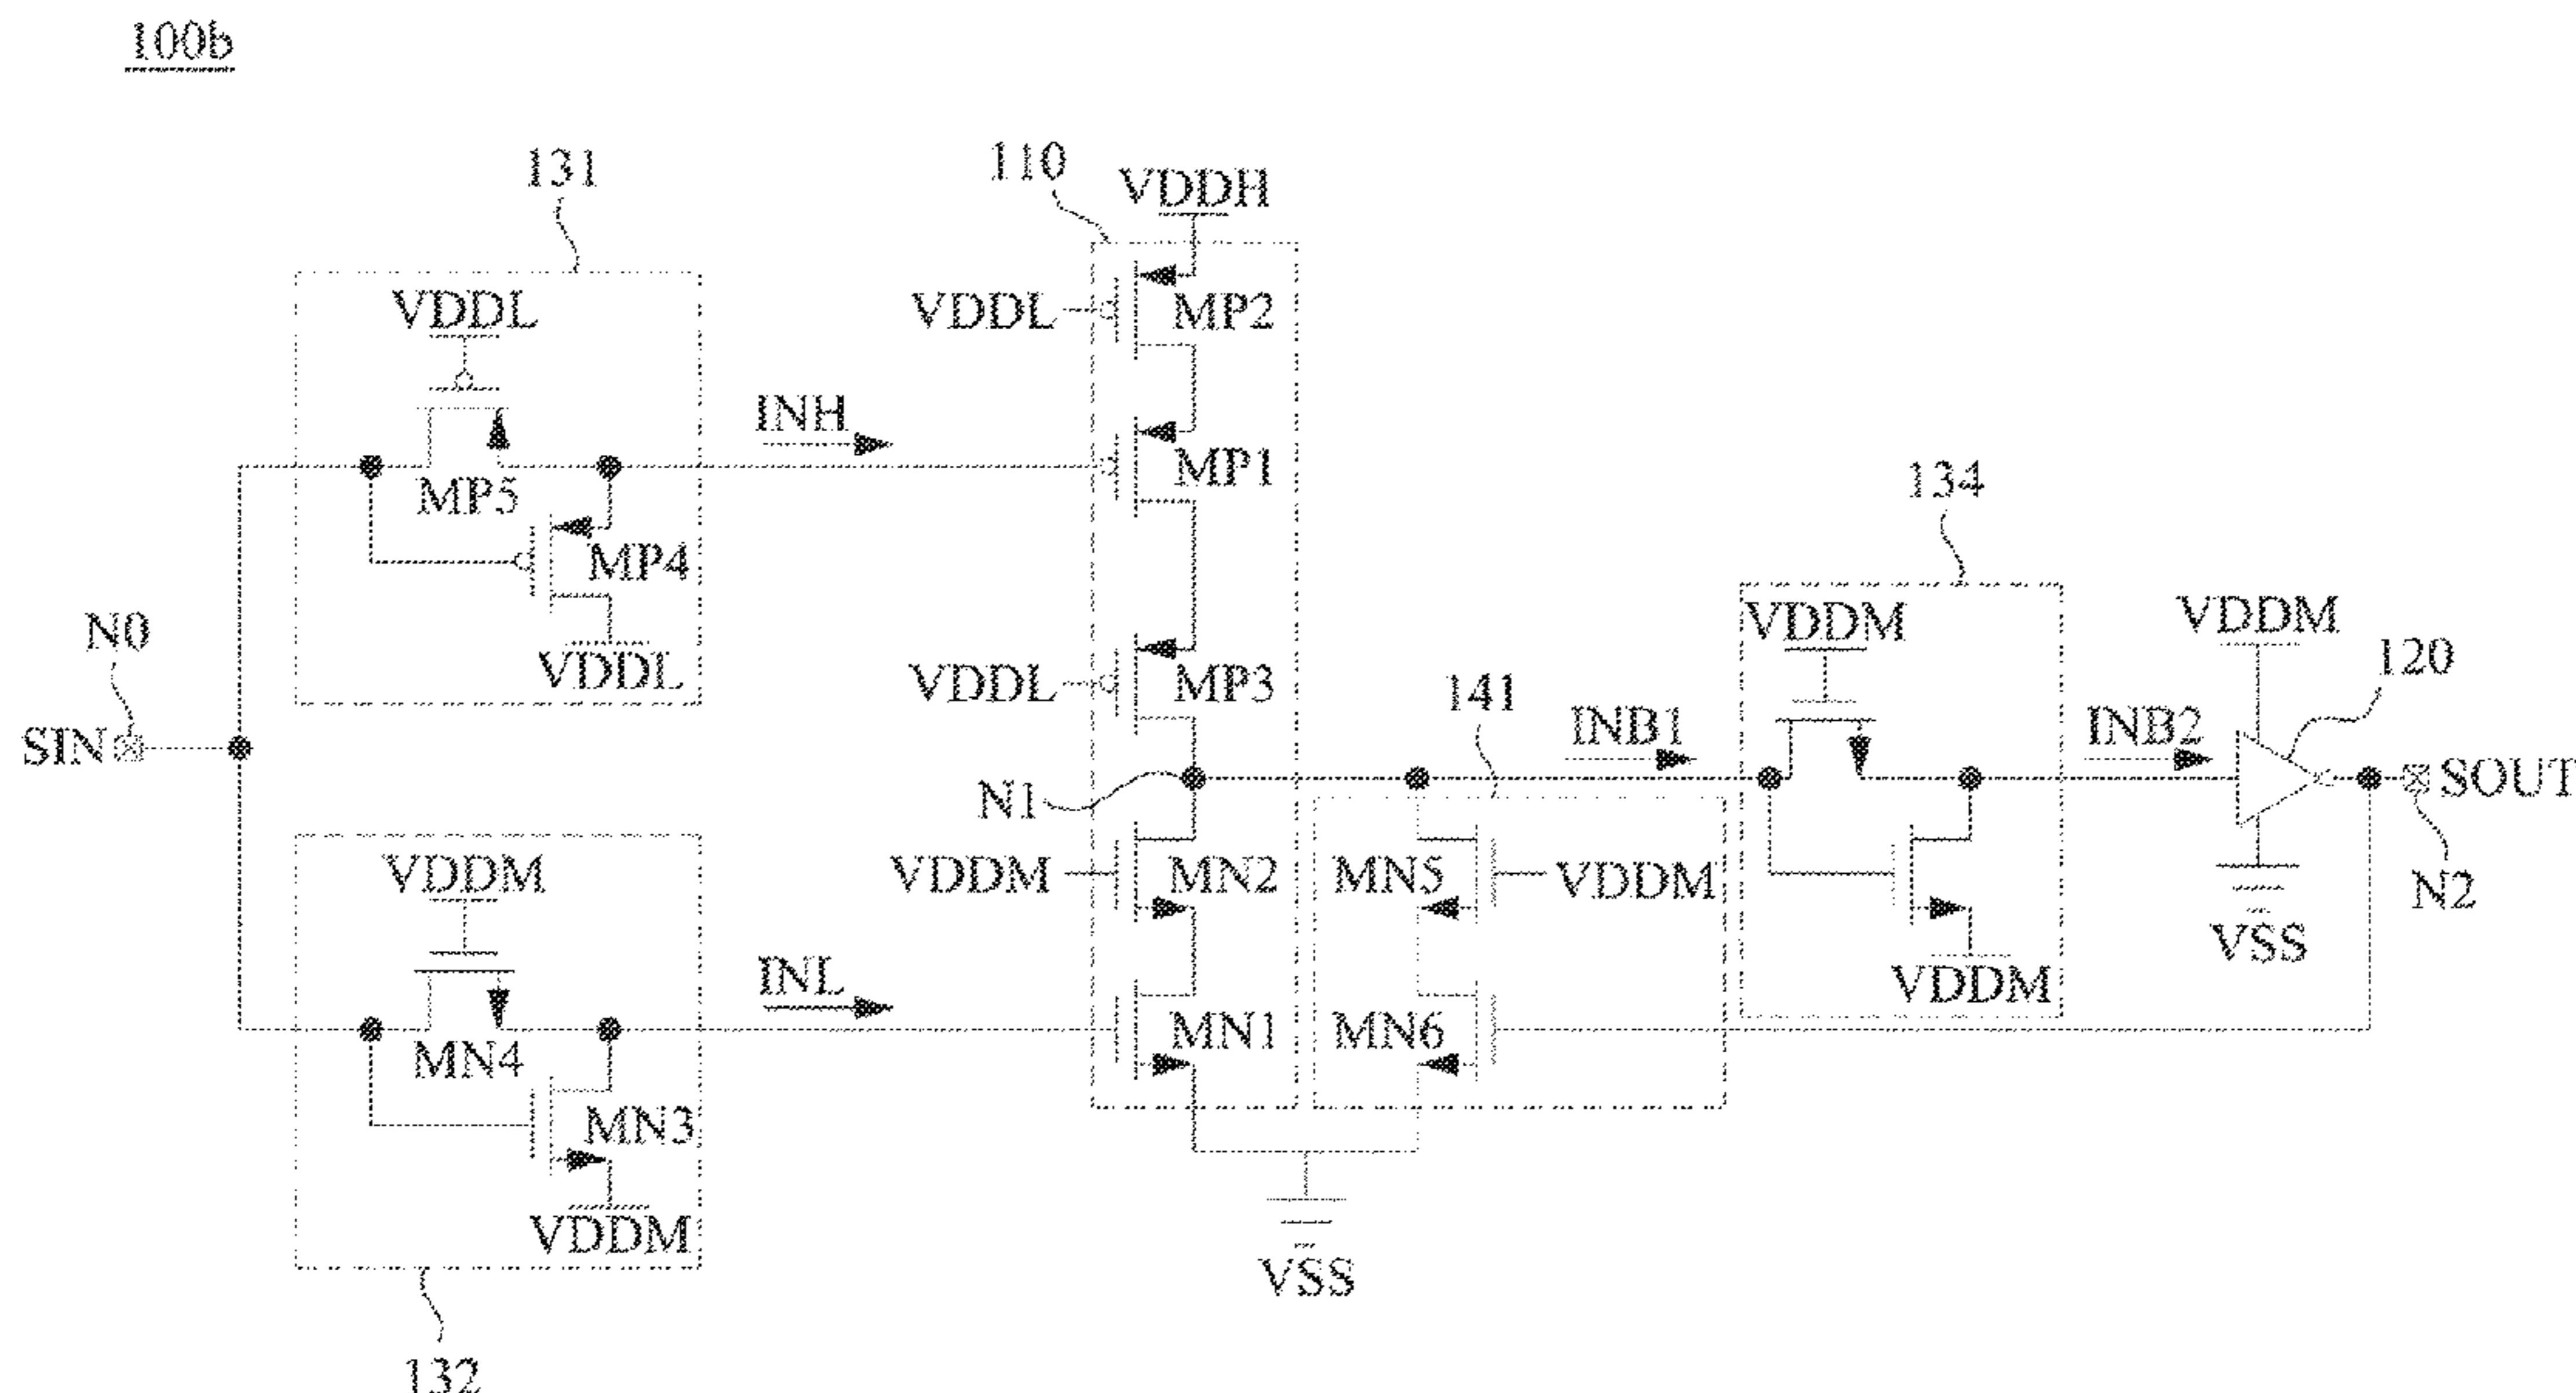 100b
131
110
VDDH
VDDL
VDDL
MP2
INH
MP1
MP5
134
MP4
VDDL
VDDM
VDDM
N0
VDDL
MP3
141
120
SIN
INB1
INB2
SOUT
N1
VDDM
VDDM
MN2
MN5
VDDM
N2
VSS
INL
VDDM
MN4
MN1
MN6
MN3
VDDM
VSS
132